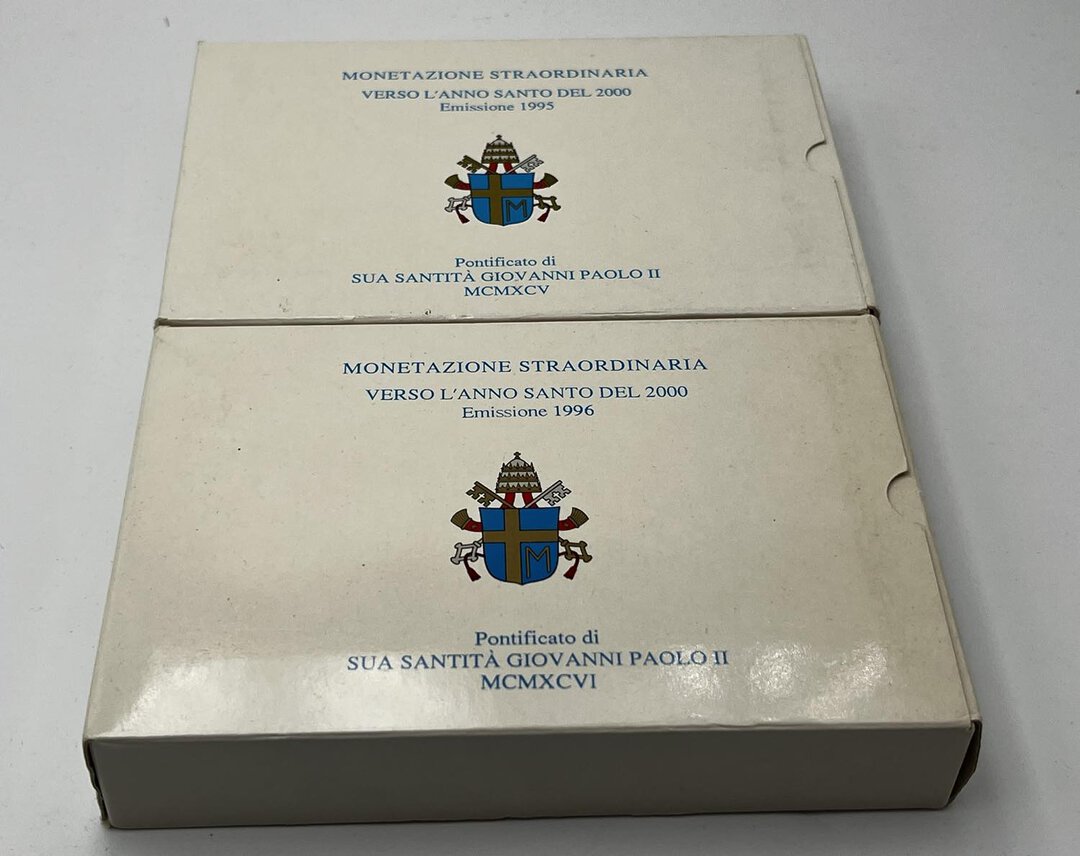 MONETAZIONE STRAORDINARIA
VERSO L'ANNO SANTO DEL 2000
Emissione 1995
M
Pontificato di
SUA SANTITÀ GIOVANNI PAOLO II
MCMXCV
MONETAZIONE STRAORDINARIA
VERSO L'ANNO SANTO DEL 2000
Emissione 1996
M
Pontificato di
SUA SANTITÀ GIOVANNI PAOLO II
MCMXCVI